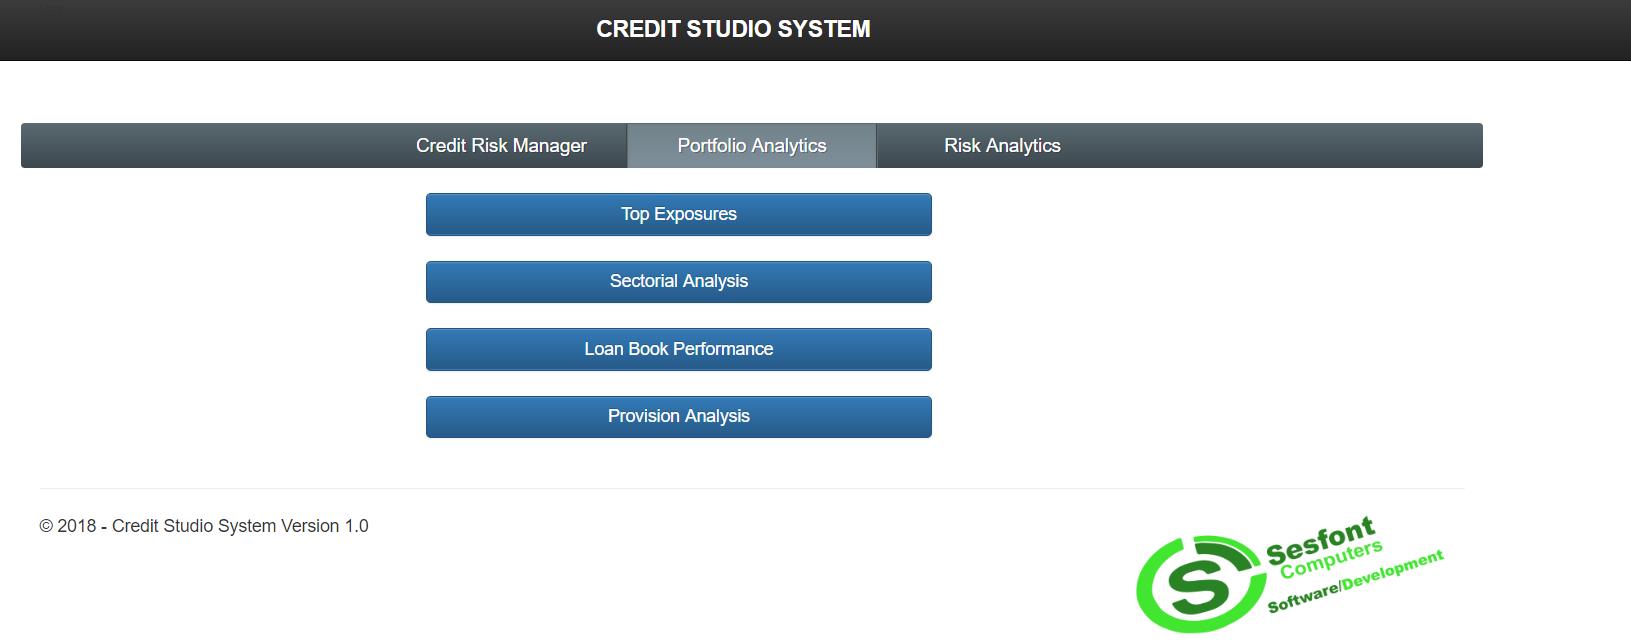 CREDIT STUDIO SYSTEM
Credit Risk Manager
Portfolio Analytics
Risk Analytics
Top Exposures
Sectorial Analysis
Loan Book Performance
Provision Analysis
© 2018 - Credit Studio System Version 1.0
S
Sesfont
Computers
Software/Development